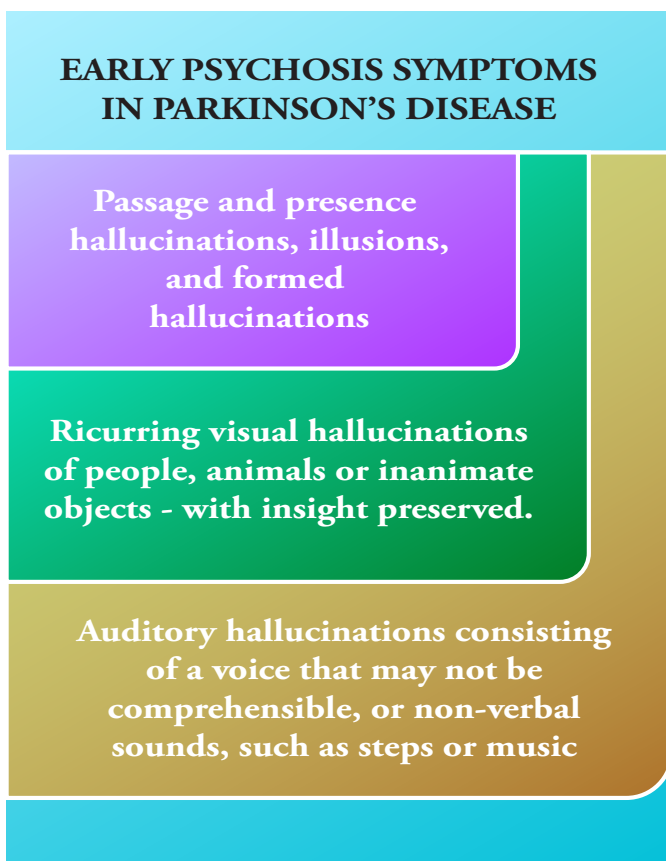 EARLY PSYCHOSIS SYMPTOMS
IN PARKINSON’S DISEASE
Passage and presence
hallucinations, illusions,
and formed
hallucinations
Ricurring visual hallucinations
of people, animals or inanimate
objects - with insight preserved.
Auditory hallucinations consisting
of a voice that may not be
comprehensible, or non-verbal
sounds, such as steps or music